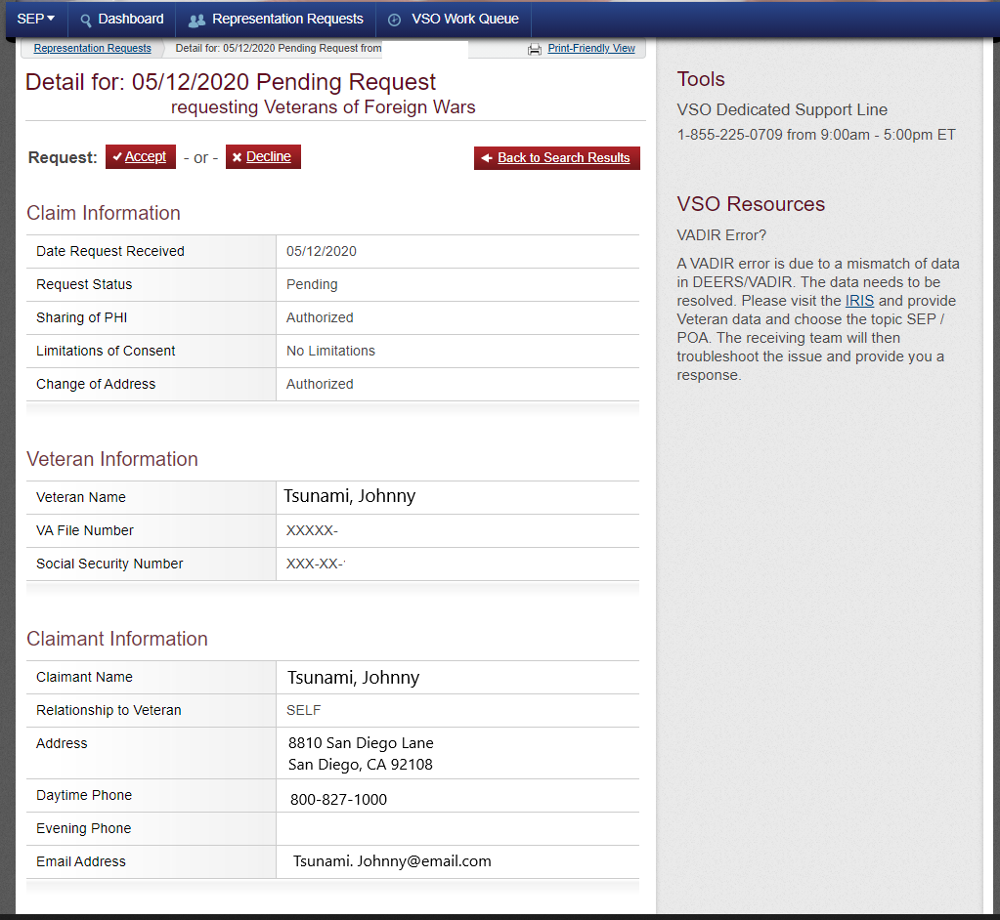 SEP Dashboard Representation Requests VSO Work Queue
Representation Requests Detail for: 05/12/2020 Pending Request from Print-Friendly View
Detail for: 05/12/2020 Pending Request
requesting Veterans of Foreign Wars
Request: Accept - or - Decline Back to Search Results
Claim Information
Date Request Received 05/12/2020
Request Status Pending
Sharing of PHI Authorized
Limitations of Consent No Limitations
Change of Address Authorized
Veteran Information
Veteran Name Tsunami, Johnny
VA File Number XXXXX-
Social Security Number XXX-XX-
Claimant Information
Claimant Name Tsunami, Johnny
Relationship to Veteran SELF
Address 8810 San Diego Lane
San Diego, CA 92108
Daytime Phone 800-827-1000
Evening Phone
Email Address Tsunami. Johnny@email.com
Tools
VSO Dedicated Support Line
1-855-225-0709 from 9:00am - 5:00pm ET
VSO Resources
VADIR Error?
A VADIR error is due to a mismatch of data
in DEERS/VADIR. The data needs to be
resolved. Please visit the IRIS and provide
Veteran data and choose the topic SEP /
POA. The receiving team will then
troubleshoot the issue and provide you a
response.